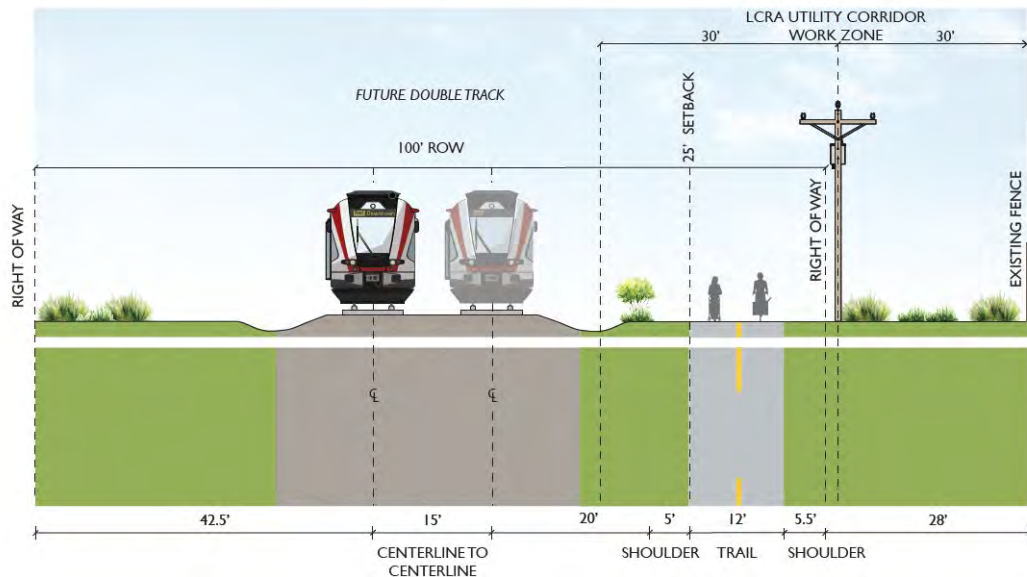 LCRA UTILITY CORRIDOR
WORK ZONE
30'
30'
FUTURE DOUBLE TRACK
25' SETBACK
100' ROW
RIGHT OF WAY
RIGHT OF WAY
EXISTING FENCE
℄
℄
42.5'
15'
20'
5'
12'
5.5'
28'
CENTERLINE TO
CENTERLINE
SHOULDER
TRAIL
SHOULDER